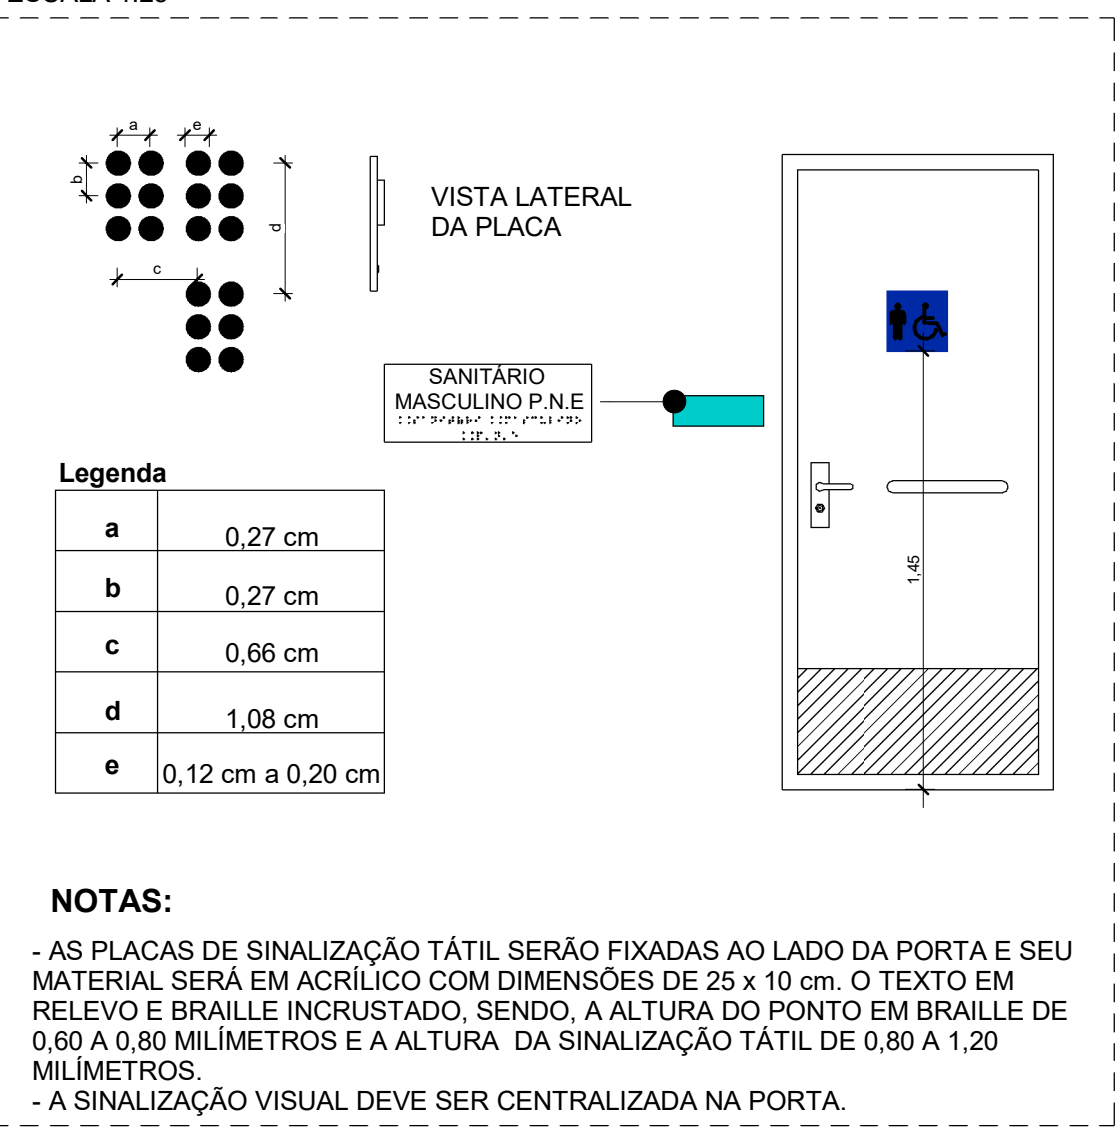 a
e
b
d
c
VISTA LATERAL
DA PLACA
SANITÁRIO
MASCULINO P.N.E
1,45
Legenda
a 0,27 cm
b 0,27 cm
c 0,66 cm
d 1,08 cm
e 0,12 cm a 0,20 cm
NOTAS:
- AS PLACAS DE SINALIZAÇÃO TÁTIL SERÃO FIXADAS AO LADO DA PORTA E SEU
MATERIAL SERÁ EM ACRÍLICO COM DIMENSÕES DE 25 x 10 cm. O TEXTO EM
RELEVO E BRAILLE INCRUSTADO, SENDO, A ALTURA DO PONTO EM BRAILLE DE
0,60 A 0,80 MILÍMETROS E A ALTURA  DA SINALIZAÇÃO TÁTIL DE 0,80 A 1,20
MILÍMETROS.
- A SINALIZAÇÃO VISUAL DEVE SER CENTRALIZADA NA PORTA.